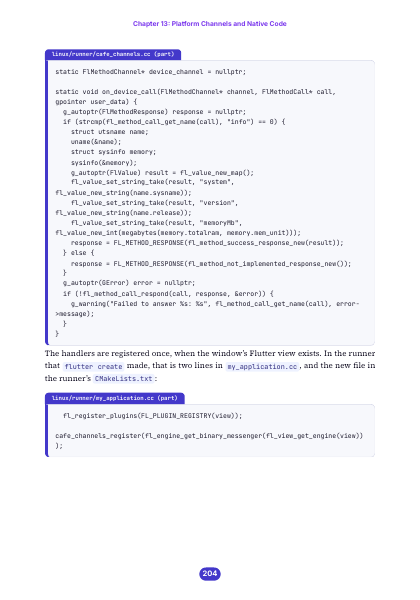 Chapter 13: Platform Channels and Native Code
linux/runner/cafe_channels.cc (part)
static FlMethodChannel* device_channel = nullptr;
static void on_device_call(FlMethodChannel* channel, FlMethodCall* call,
gpointer user_data) {
  g_autoptr(FlMethodResponse) response = nullptr;
  if (strcmp(fl_method_call_get_name(call), "info") == 0) {
    struct utsname name;
    uname(&name);
    struct sysinfo memory;
    sysinfo(&memory);
    g_autoptr(FlValue) result = fl_value_new_map();
    fl_value_set_string_take(result, "system",
fl_value_new_string(name.sysname));
    fl_value_set_string_take(result, "version",
fl_value_new_string(name.release));
    fl_value_set_string_take(result, "memoryMb",
fl_value_new_int(megabytes(memory.totalram, memory.mem_unit)));
    response = FL_METHOD_RESPONSE(fl_method_success_response_new(result));
  } else {
    response = FL_METHOD_RESPONSE(fl_method_not_implemented_response_new());
  }
  g_autoptr(GError) error = nullptr;
  if (!fl_method_call_respond(call, response, &error)) {
    g_warning("Failed to answer %s: %s", fl_method_call_get_name(call), error-
>message);
  }
}
The handlers are registered once, when the window's Flutter view exists. In the runner
that flutter create made, that is two lines in my_application.cc, and the new file in
the runner's CMakeLists.txt:
linux/runner/my_application.cc (part)
  fl_register_plugins(FL_PLUGIN_REGISTRY(view));
cafe_channels_register(fl_engine_get_binary_messenger(fl_view_get_engine(view))
);
204